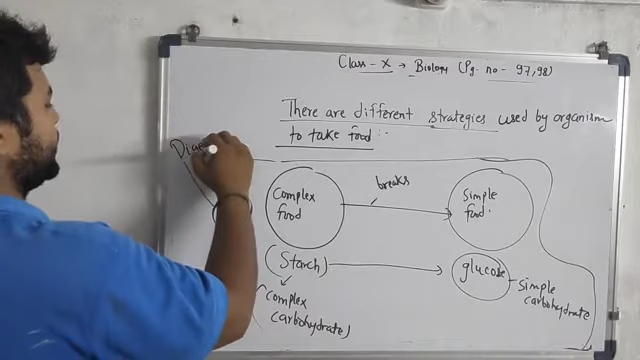 Class-X → Biology (Pg-no-97,98)
There are different strategies used by organism
to take food:-
Complex
food
breaks
Simple
food.
(Starch)
glucose
Simple
carbohydrate
(complex
carbohydrates)